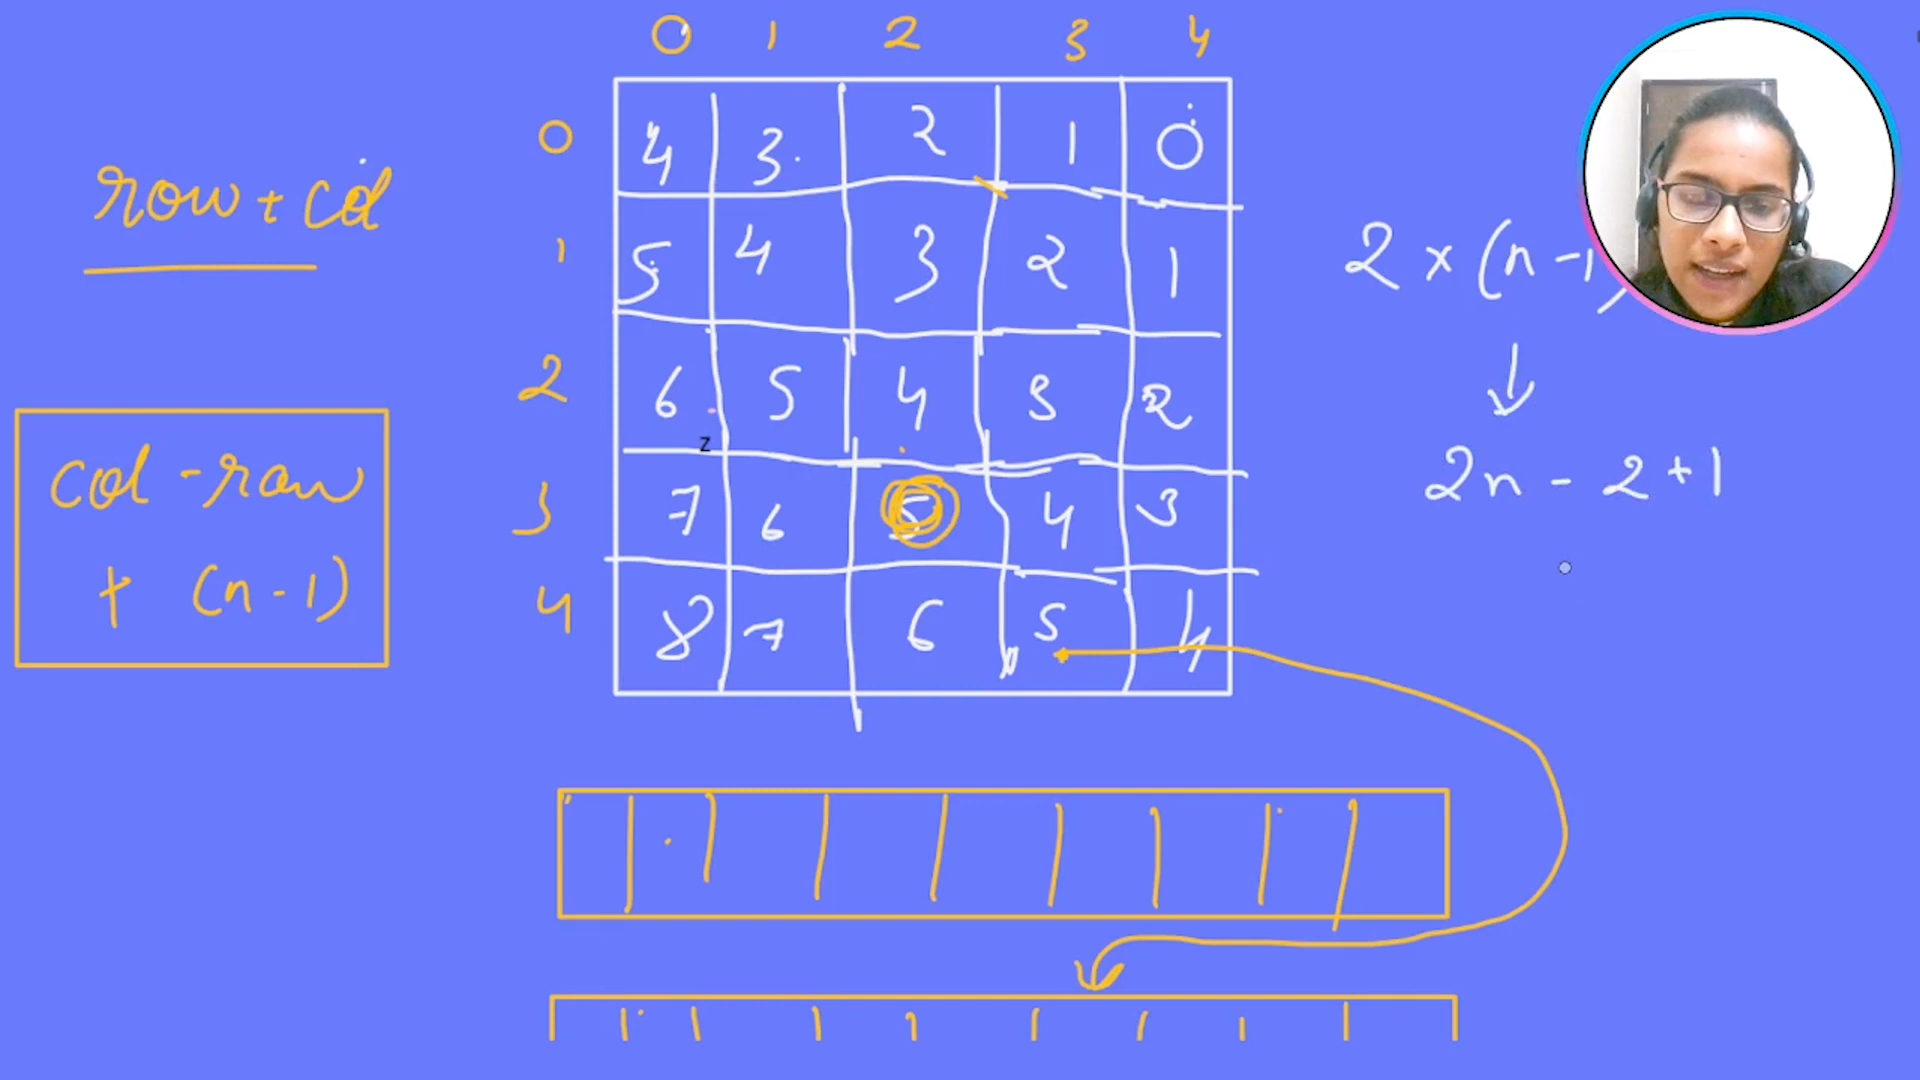 0 1 2 3 4
0 4 3 2 1 0
1 5 4 3 2 1
2 6 5 4 3 2
z
3 7 6 5 4 3
4 8 7 6 5 4
row + col
col - row
+ (n - 1)
2 × (n - 1)
2n - 2 + 1